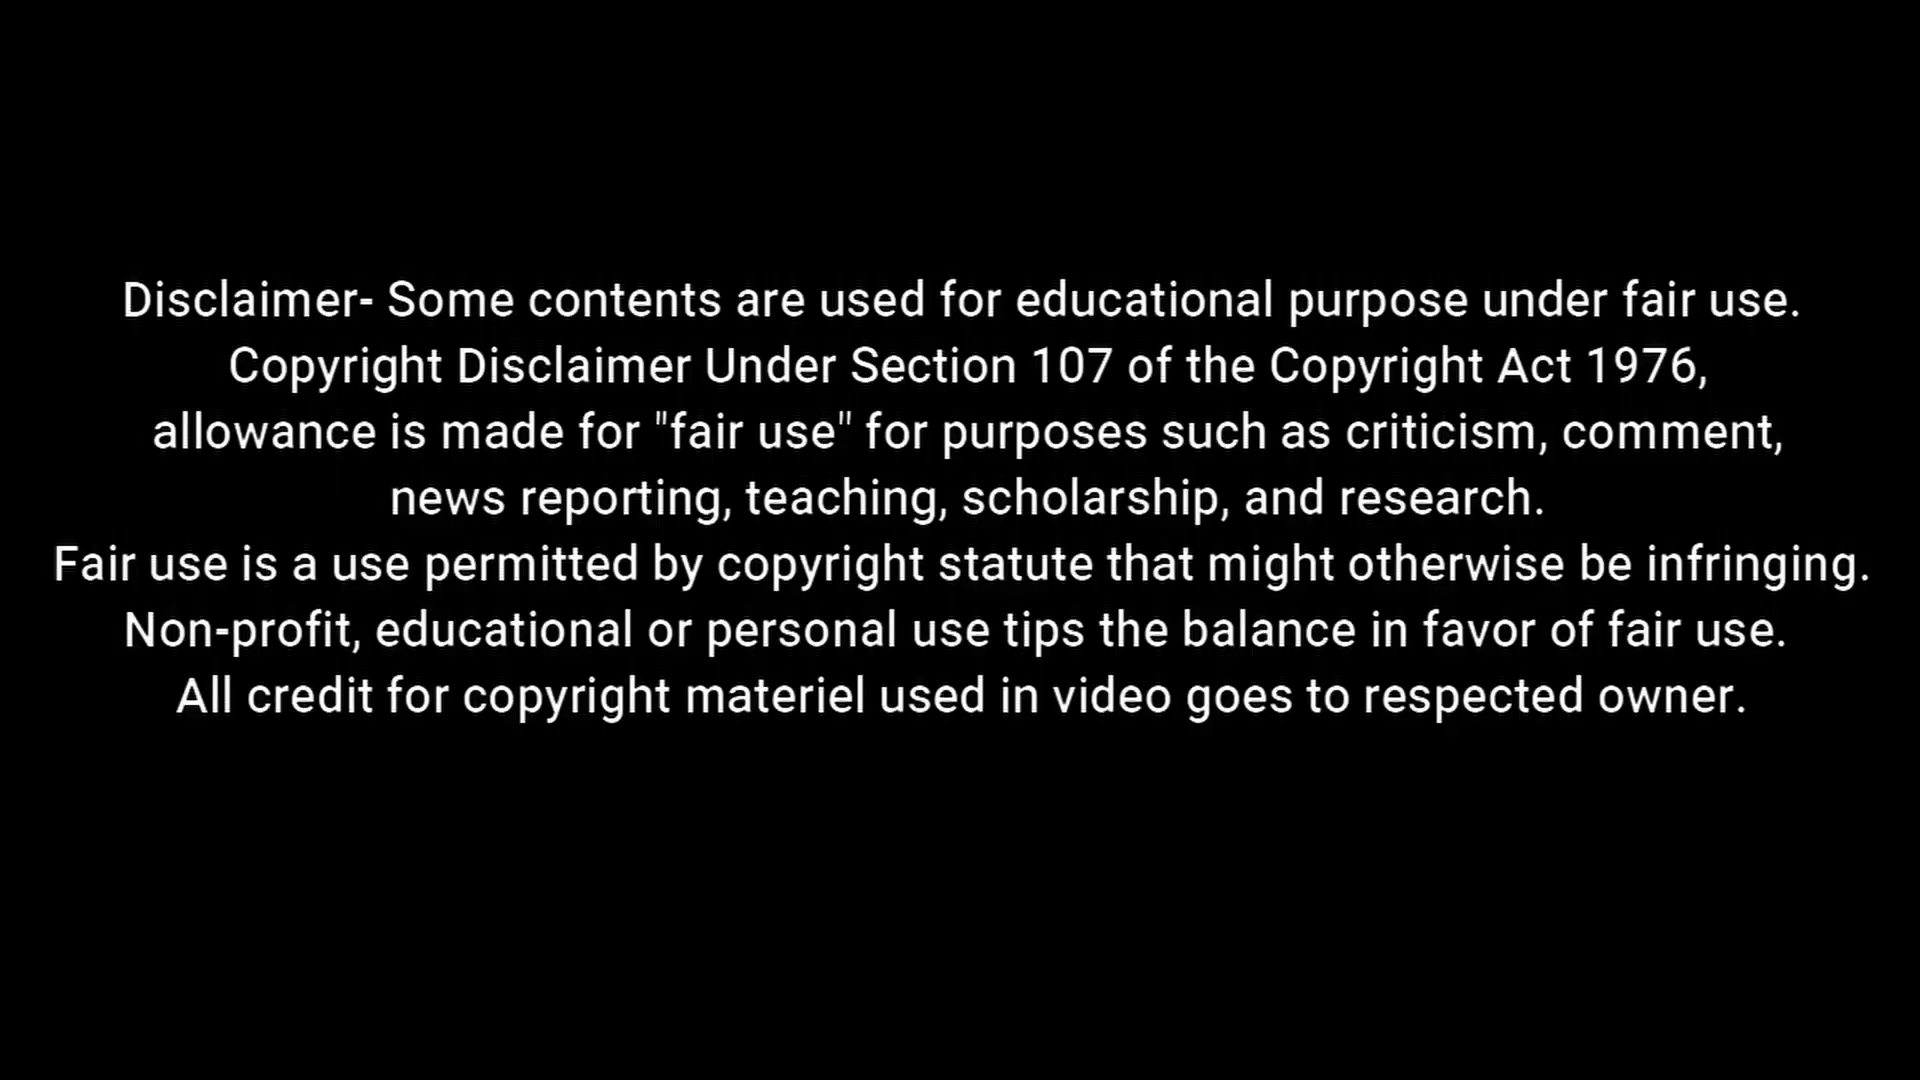 Disclaimer- Some contents are used for educational purpose under fair use.
Copyright Disclaimer Under Section 107 of the Copyright Act 1976,
allowance is made for "fair use" for purposes such as criticism, comment,
news reporting, teaching, scholarship, and research.
Fair use is a use permitted by copyright statute that might otherwise be infringing.
Non-profit, educational or personal use tips the balance in favor of fair use.
All credit for copyright materiel used in video goes to respected owner.